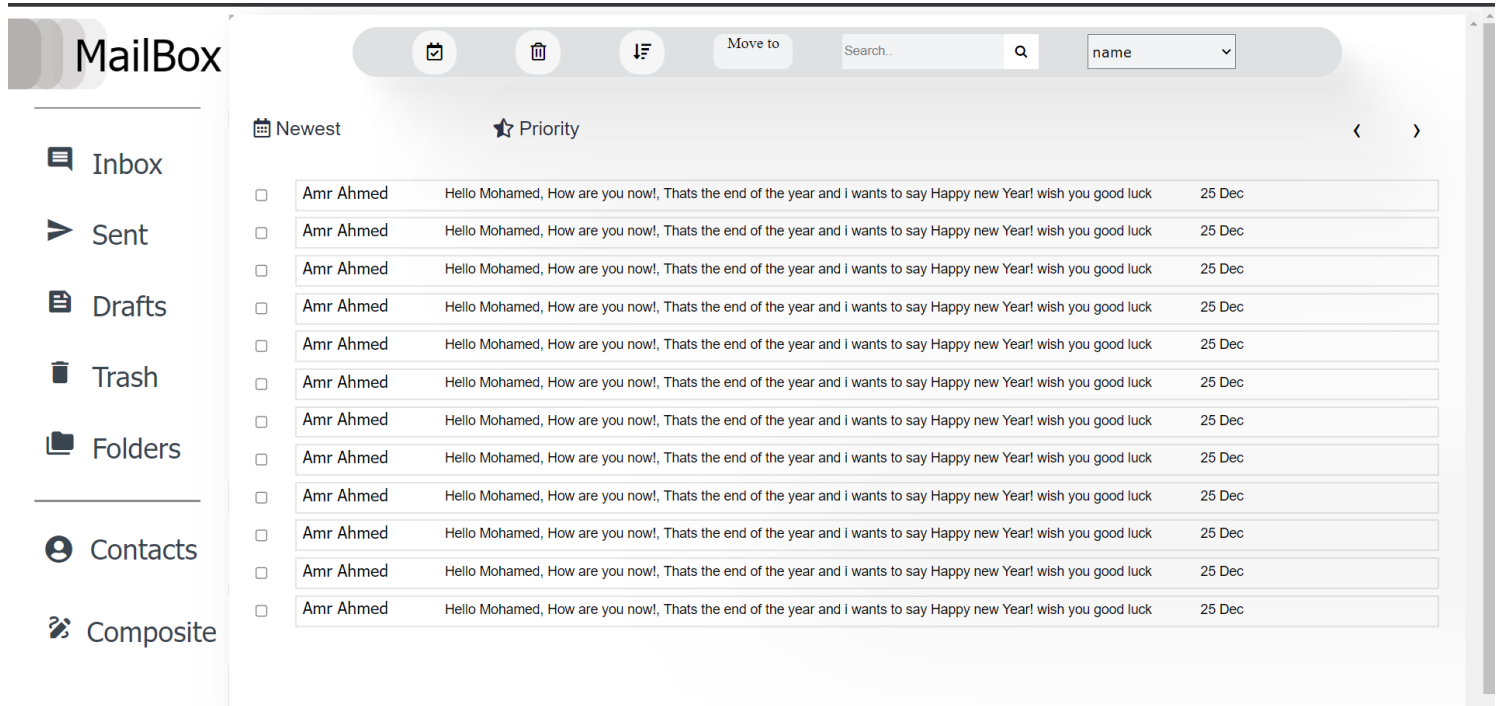 MailBox
Move to
Search..
name
Newest Priority
Inbox
Sent
Drafts
Trash
Folders
Contacts
Composite
Amr Ahmed Hello Mohamed, How are you now!, Thats the end of the year and i wants to say Happy new Year! wish you good luck 25 Dec
Amr Ahmed Hello Mohamed, How are you now!, Thats the end of the year and i wants to say Happy new Year! wish you good luck 25 Dec
Amr Ahmed Hello Mohamed, How are you now!, Thats the end of the year and i wants to say Happy new Year! wish you good luck 25 Dec
Amr Ahmed Hello Mohamed, How are you now!, Thats the end of the year and i wants to say Happy new Year! wish you good luck 25 Dec
Amr Ahmed Hello Mohamed, How are you now!, Thats the end of the year and i wants to say Happy new Year! wish you good luck 25 Dec
Amr Ahmed Hello Mohamed, How are you now!, Thats the end of the year and i wants to say Happy new Year! wish you good luck 25 Dec
Amr Ahmed Hello Mohamed, How are you now!, Thats the end of the year and i wants to say Happy new Year! wish you good luck 25 Dec
Amr Ahmed Hello Mohamed, How are you now!, Thats the end of the year and i wants to say Happy new Year! wish you good luck 25 Dec
Amr Ahmed Hello Mohamed, How are you now!, Thats the end of the year and i wants to say Happy new Year! wish you good luck 25 Dec
Amr Ahmed Hello Mohamed, How are you now!, Thats the end of the year and i wants to say Happy new Year! wish you good luck 25 Dec
Amr Ahmed Hello Mohamed, How are you now!, Thats the end of the year and i wants to say Happy new Year! wish you good luck 25 Dec
Amr Ahmed Hello Mohamed, How are you now!, Thats the end of the year and i wants to say Happy new Year! wish you good luck 25 Dec